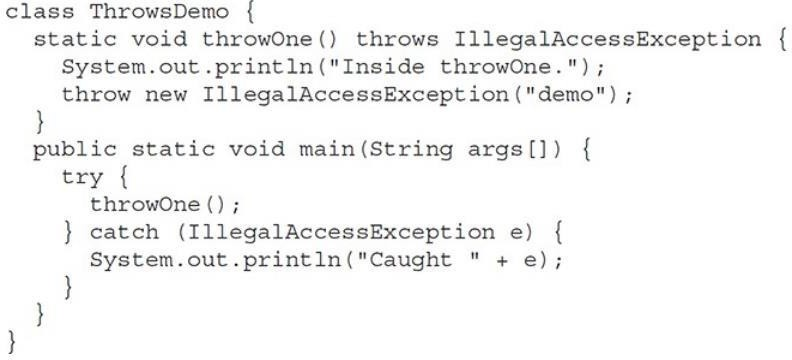 class ThrowsDemo {
  static void throwOne() throws IllegalAccessException {
    System.out.println("Inside throwOne.");
    throw new IllegalAccessException("demo");
  }
  public static void main(String args[]) {
    try {
      throwOne();
    } catch (IllegalAccessException e) {
      System.out.println("Caught " + e);
    }
  }
}